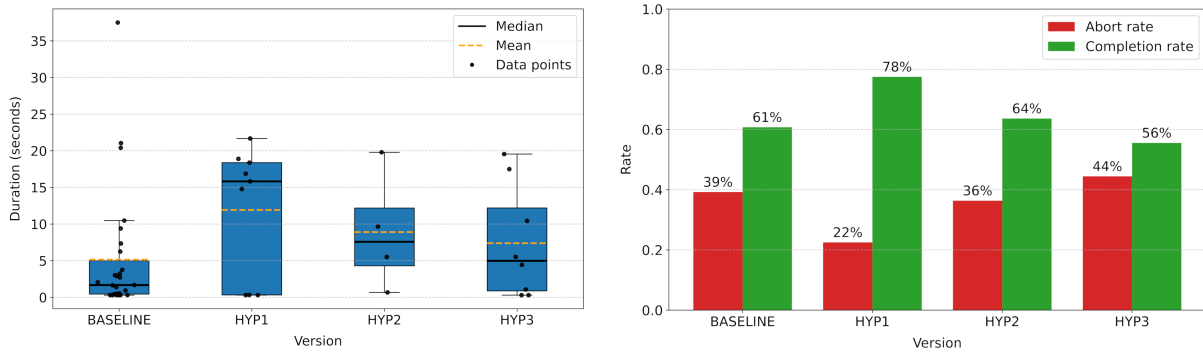 35
30
25
20
15
10
5
0
Duration (seconds)
Median
Mean
Data points
BASELINE
HYP1
HYP2
HYP3
Version
1.0
0.8
0.6
0.4
0.2
0.0
Rate
Abort rate
Completion rate
39%
61%
22%
78%
36%
64%
44%
56%
BASELINE
HYP1
HYP2
HYP3
Version